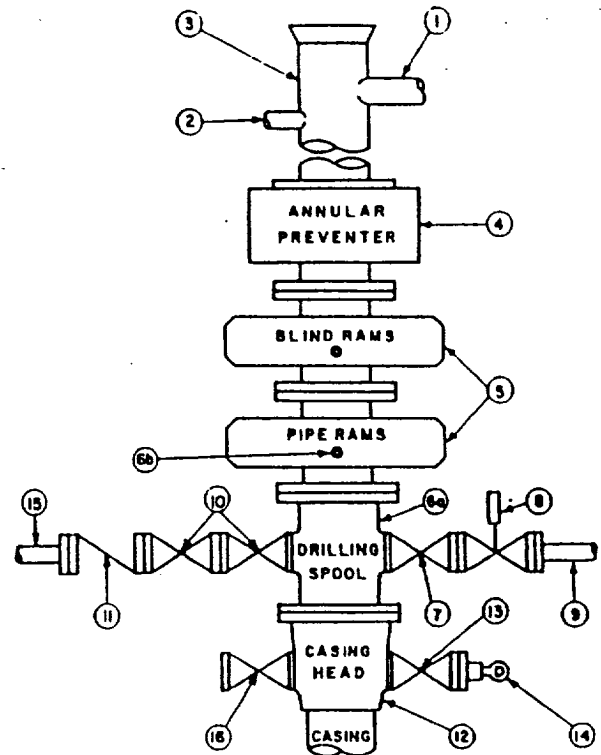 1
3
2
ANNULAR
PREVENTER
4
BLIND RAMS
5
PIPE RAMS
6b
6a
15
10
8
DRILLING
SPOOL
11
7
9
13
CASING
HEAD
16
12
14
CASING